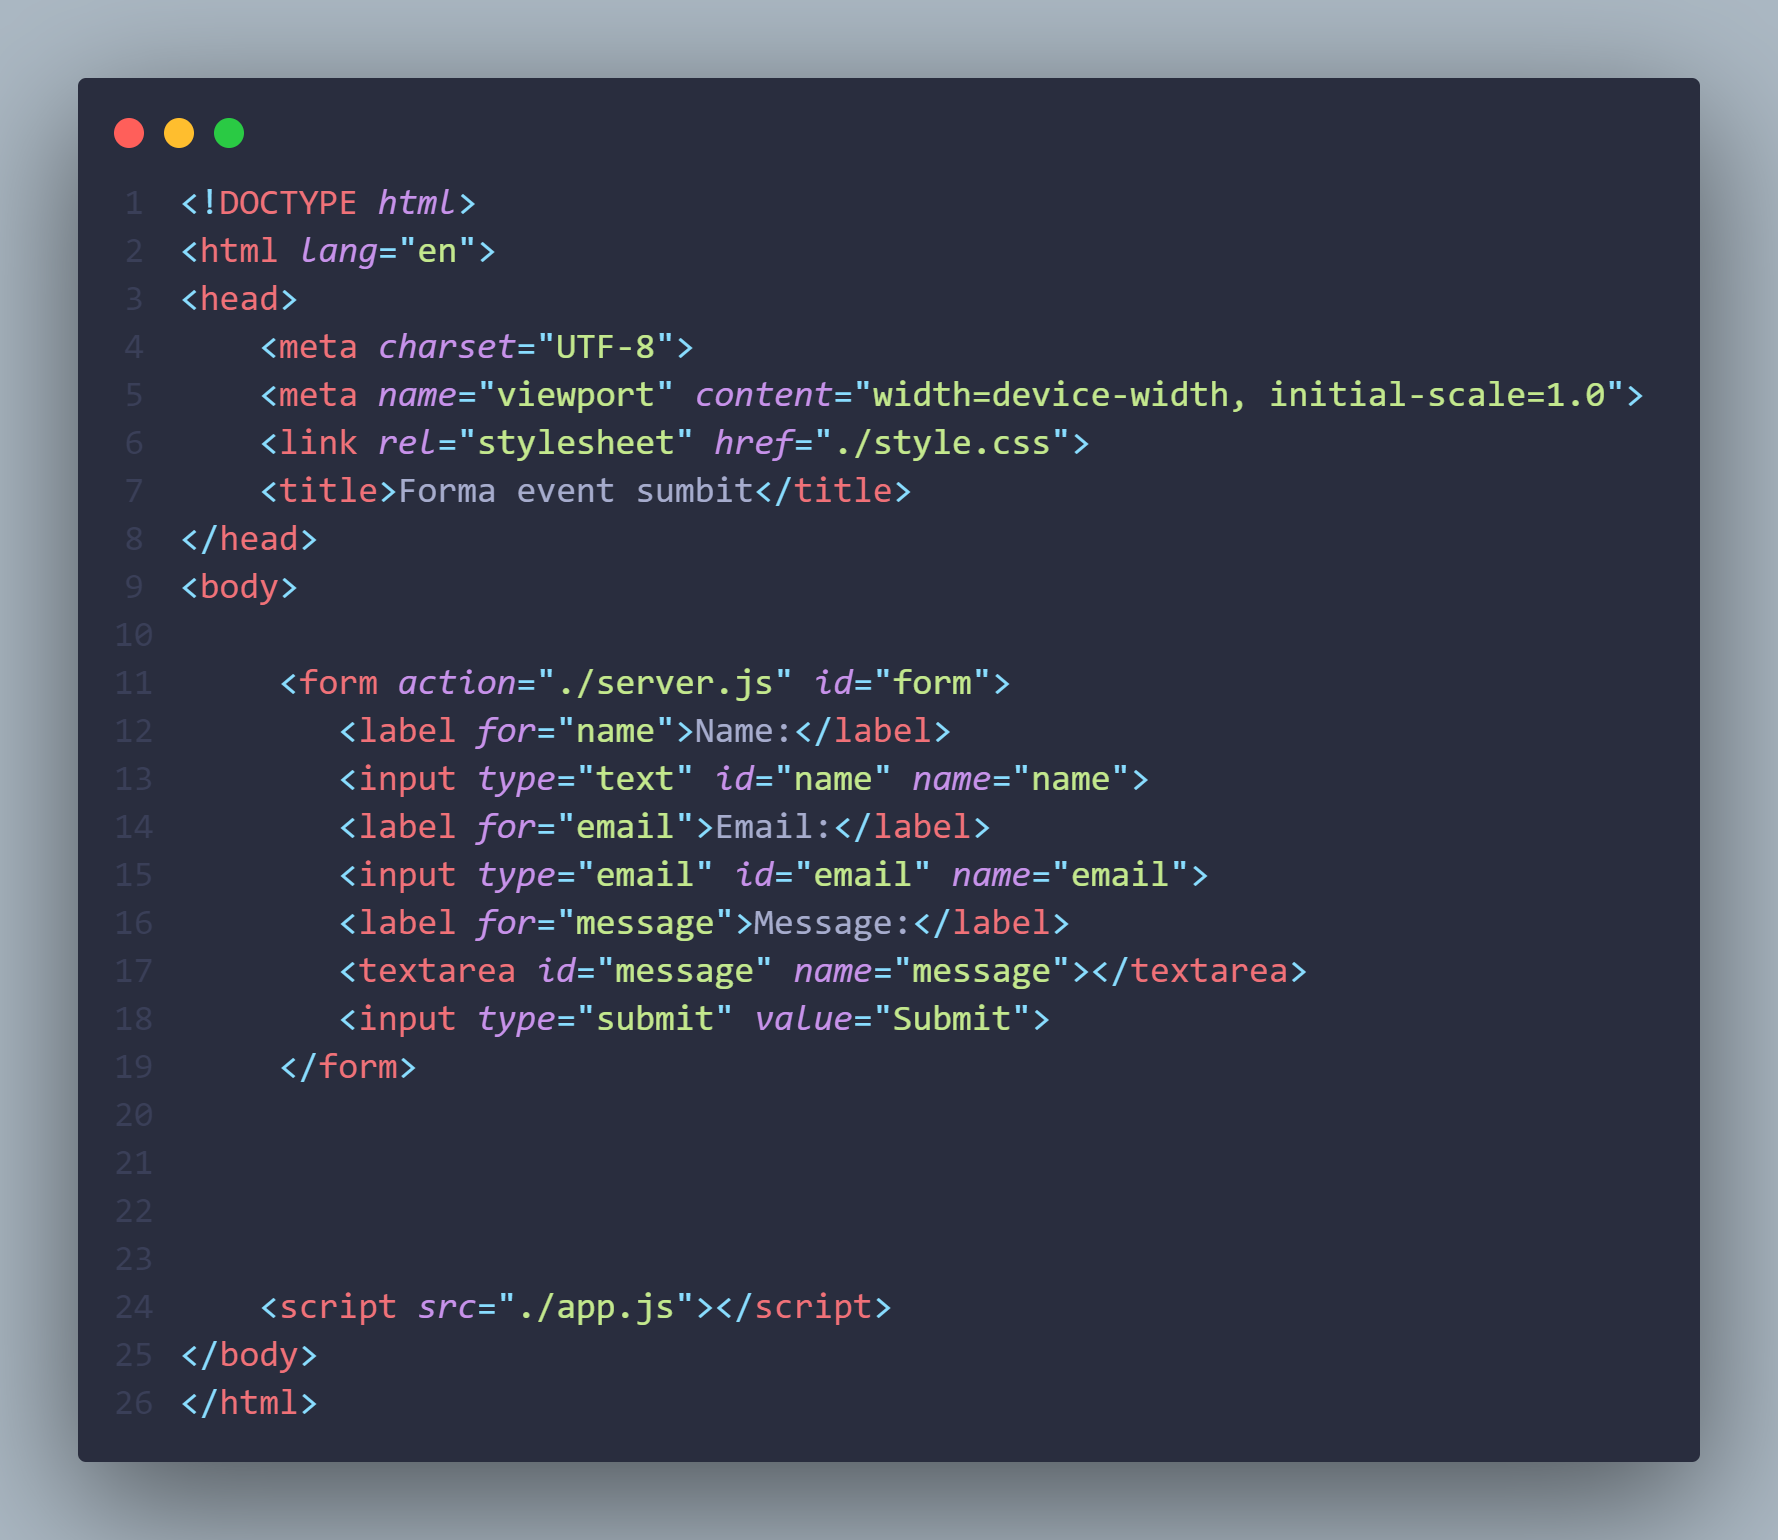 1 <!DOCTYPE html>
2 <html lang="en">
3 <head>
4     <meta charset="UTF-8">
5     <meta name="viewport" content="width=device-width, initial-scale=1.0">
6     <link rel="stylesheet" href="./style.css">
7     <title>Forma event sumbit</title>
8 </head>
9 <body>
10
11      <form action="./server.js" id="form">
12         <label for="name">Name:</label>
13         <input type="text" id="name" name="name">
14         <label for="email">Email:</label>
15         <input type="email" id="email" name="email">
16         <label for="message">Message:</label>
17         <textarea id="message" name="message"></textarea>
18         <input type="submit" value="Submit">
19      </form>
20
21
22
23
24     <script src="./app.js"></script>
25 </body>
26 </html>